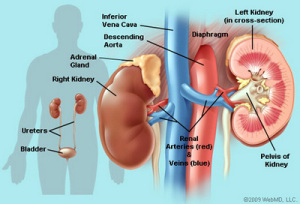 Inferior
Vena Cava
Descending
Aorta
Adrenal
Gland
Right Kidney
Diaphragm
Left Kidney
(in cross-section)
Ureters
Bladder
Renal
Arteries (red)
&
Veins (blue)
Pelvis of
Kidney
©2009 WebMD, LLC.